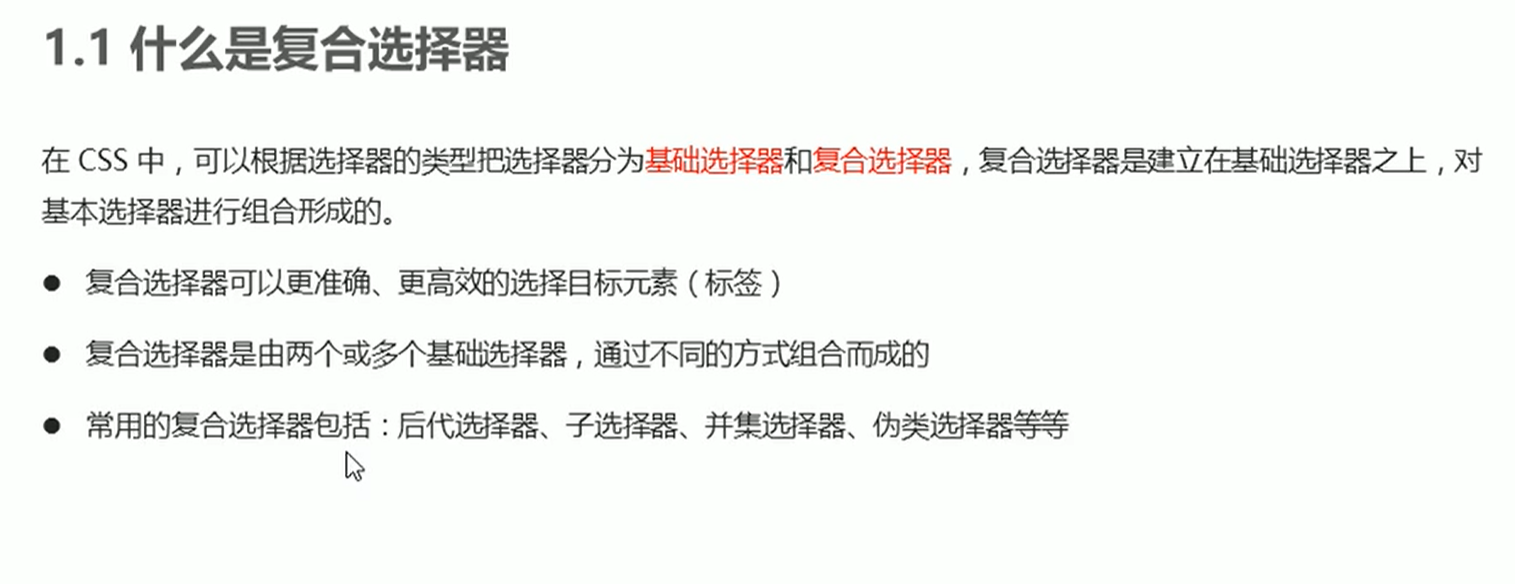 1.1 什么是复合选择器
在 CSS 中，可以根据选择器的类型把选择器分为基础选择器和复合选择器，复合选择器是建立在基础选择器之上，对
基本选择器进行组合形成的。
● 复合选择器可以更准确、更高效的选择目标元素（标签）
● 复合选择器是由两个或多个基础选择器，通过不同的方式组合而成的
● 常用的复合选择器包括：后代选择器、子选择器、并集选择器、伪类选择器等等